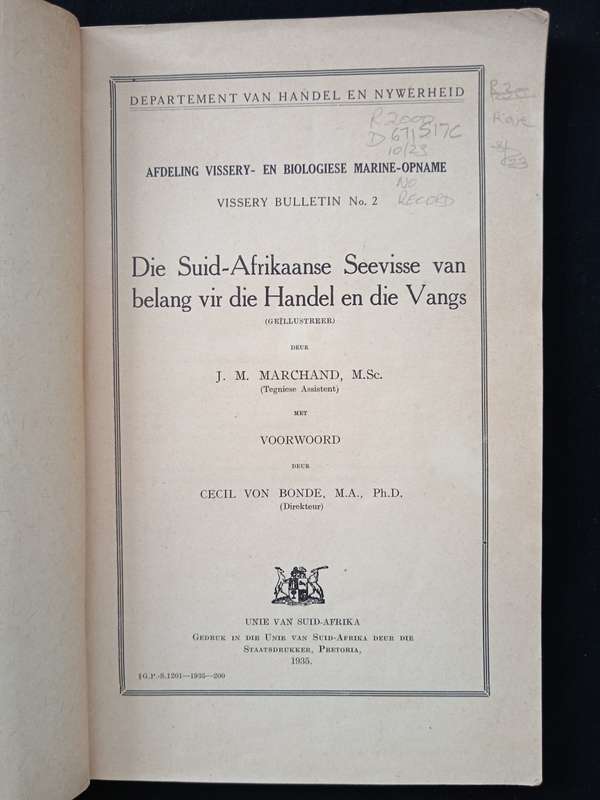 DEPARTEMENT VAN HANDEL EN NYWERHEID
R 2000
D 671517C
10/23
NO
RECORD
AFDELING VISSERY- EN BIOLOGIESE MARINE-OPNAME
VISSERY BULLETIN No. 2
Die Suid-Afrikaanse Seevisse van
belang vir die Handel en die Vangs
(GEÏLLUSTREER)
DEUR
J. M. MARCHAND, M.Sc.
(Tegniese Assistent)
MET
VOORWOORD
DEUR
CECIL VON BONDE, M.A., Ph.D.
(Direkteur)
UNIE VAN SUID-AFRIKA
GEDRUK IN DIE UNIE VAN SUID-AFRIKA DEUR DIE
STAATSDRUKKER, PRETORIA,
1935.
G.P.-S.1201—1935—200